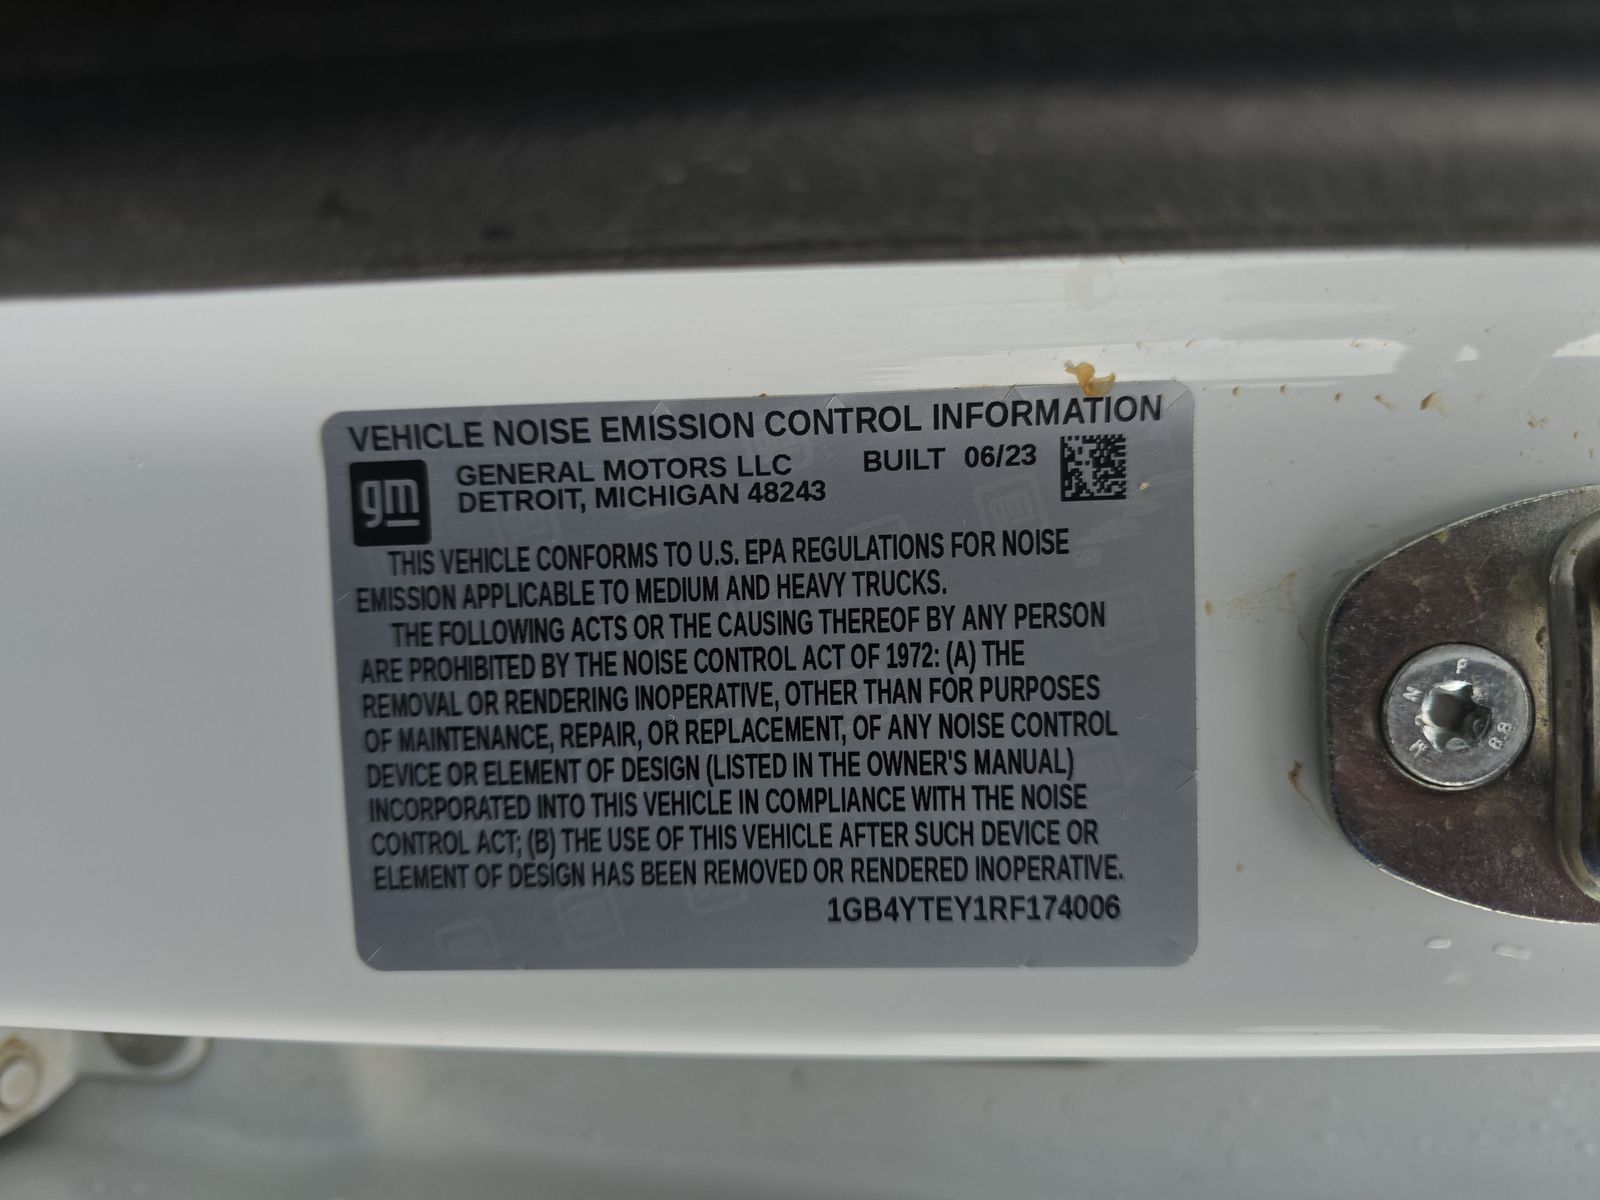 VEHICLE NOISE EMISSION CONTROL INFORMATION
gm
GENERAL MOTORS LLC BUILT 06/23
DETROIT, MICHIGAN 48243
THIS VEHICLE CONFORMS TO U.S. EPA REGULATIONS FOR NOISE
EMISSION APPLICABLE TO MEDIUM AND HEAVY TRUCKS.
THE FOLLOWING ACTS OR THE CAUSING THEREOF BY ANY PERSON
ARE PROHIBITED BY THE NOISE CONTROL ACT OF 1972: (A) THE
REMOVAL OR RENDERING INOPERATIVE, OTHER THAN FOR PURPOSES
OF MAINTENANCE, REPAIR, OR REPLACEMENT, OF ANY NOISE CONTROL
DEVICE OR ELEMENT OF DESIGN (LISTED IN THE OWNER'S MANUAL)
INCORPORATED INTO THIS VEHICLE IN COMPLIANCE WITH THE NOISE
CONTROL ACT; (B) THE USE OF THIS VEHICLE AFTER SUCH DEVICE OR
ELEMENT OF DESIGN HAS BEEN REMOVED OR RENDERED INOPERATIVE.
1GB4YTEY1RF174006
8.8